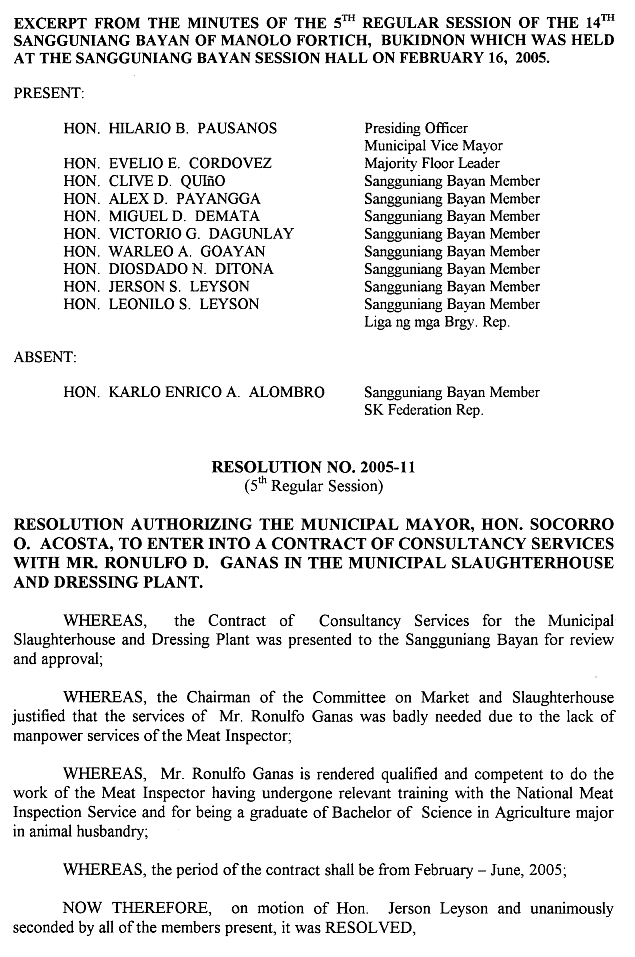 EXCERPT FROM THE MINUTES OF THE 5TH REGULAR SESSION OF THE 14TH
SANGGUNIANG BAYAN OF MANOLO FORTICH, BUKIDNON WHICH WAS HELD
AT THE SANGGUNIANG BAYAN SESSION HALL ON FEBRUARY 16, 2005.
PRESENT:
HON. HILARIO B. PAUSANOS Presiding Officer
Municipal Vice Mayor
HON. EVELIO E. CORDOVEZ Majority Floor Leader
HON. CLIVE D. QUIñO Sangguniang Bayan Member
HON. ALEX D. PAYANGGA Sangguniang Bayan Member
HON. MIGUEL D. DEMATA Sangguniang Bayan Member
HON. VICTORIO G. DAGUNLAY Sangguniang Bayan Member
HON. WARLEO A. GOAYAN Sangguniang Bayan Member
HON. DIOSDADO N. DITONA Sangguniang Bayan Member
HON. JERSON S. LEYSON Sangguniang Bayan Member
HON. LEONILO S. LEYSON Sangguniang Bayan Member
Liga ng mga Brgy. Rep.
ABSENT:
HON. KARLO ENRICO A. ALOMBRO Sangguniang Bayan Member
SK Federation Rep.
RESOLUTION NO. 2005-11
(5th Regular Session)
RESOLUTION AUTHORIZING THE MUNICIPAL MAYOR, HON. SOCORRO
O. ACOSTA, TO ENTER INTO A CONTRACT OF CONSULTANCY SERVICES
WITH MR. RONULFO D. GANAS IN THE MUNICIPAL SLAUGHTERHOUSE
AND DRESSING PLANT.
WHEREAS, the Contract of Consultancy Services for the Municipal
Slaughterhouse and Dressing Plant was presented to the Sangguniang Bayan for review
and approval;
WHEREAS, the Chairman of the Committee on Market and Slaughterhouse
justified that the services of Mr. Ronulfo Ganas was badly needed due to the lack of
manpower services of the Meat Inspector;
WHEREAS, Mr. Ronulfo Ganas is rendered qualified and competent to do the
work of the Meat Inspector having undergone relevant training with the National Meat
Inspection Service and for being a graduate of Bachelor of Science in Agriculture major
in animal husbandry;
WHEREAS, the period of the contract shall be from February – June, 2005;
NOW THEREFORE, on motion of Hon. Jerson Leyson and unanimously
seconded by all of the members present, it was RESOLVED,